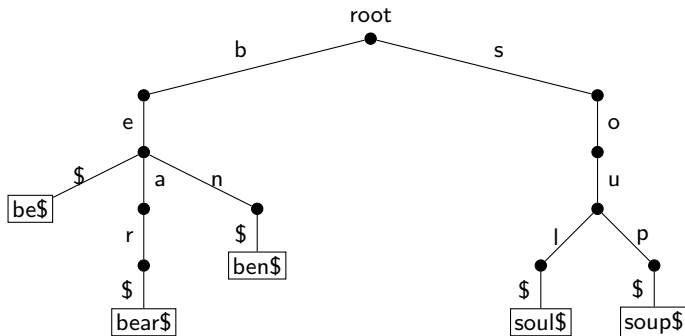 root
b s
e o
$ a n u
be$
r $ l p
ben$
$ $ $
bear$ soul$ soup$